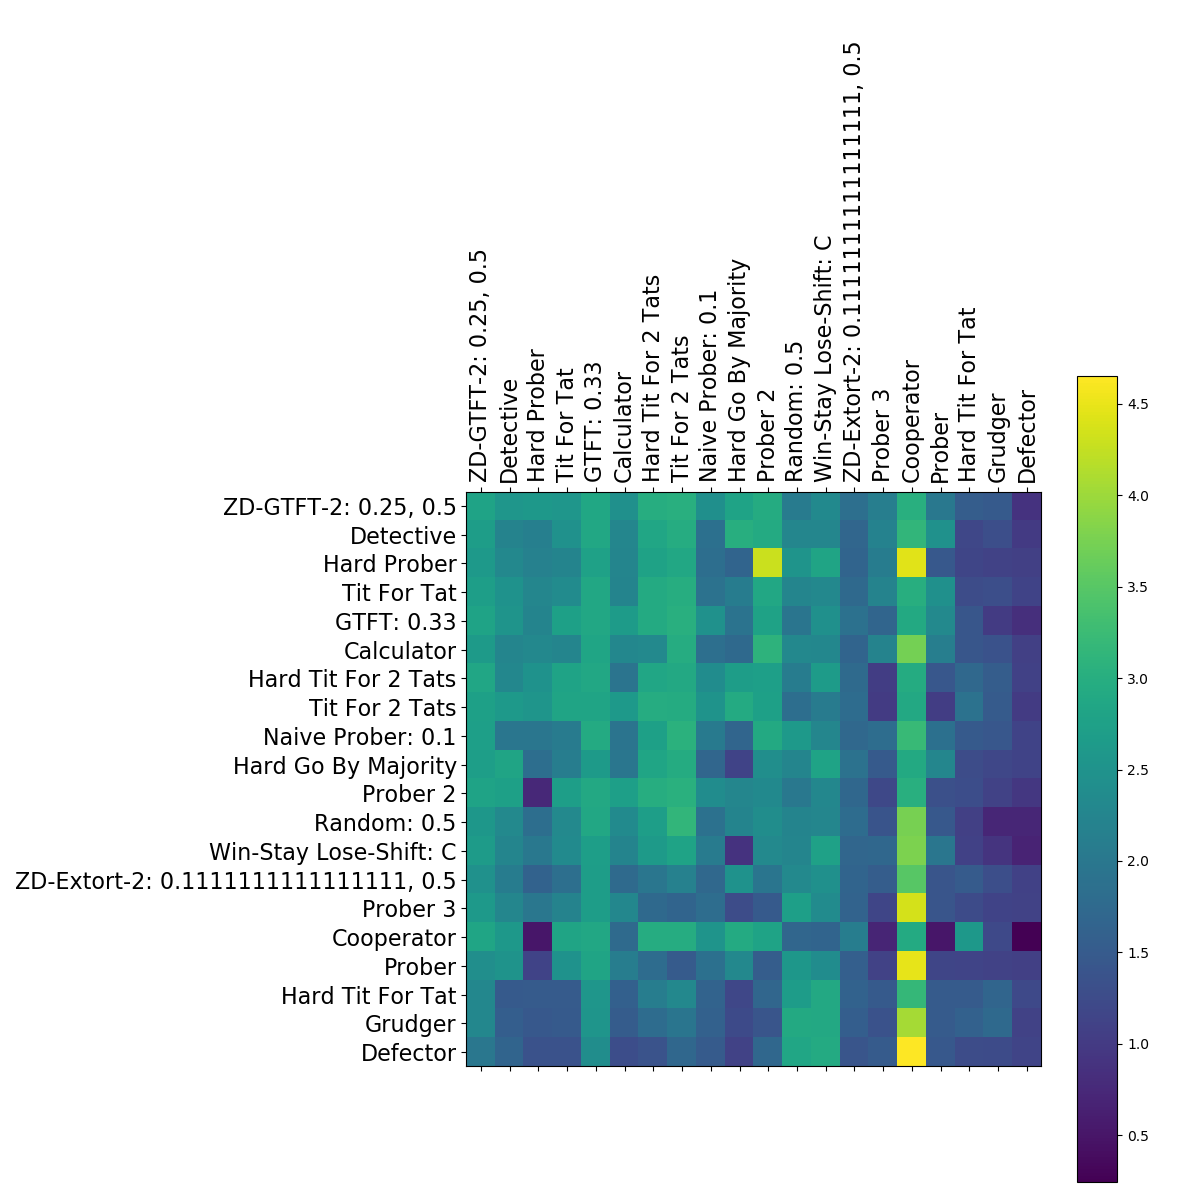 ZD-GTFT-2: 0.25, 0.5
Detective
Hard Prober
Tit For Tat
GTFT: 0.33
Calculator
Hard Tit For 2 Tats
Tit For 2 Tats
Naive Prober: 0.1
Hard Go By Majority
Prober 2
Random: 0.5
Win-Stay Lose-Shift: C
ZD-Extort-2: 0.1111111111111111, 0.5
Prober 3
Cooperator
Prober
Hard Tit For Tat
Grudger
Defector
ZD-GTFT-2: 0.25, 0.5
Detective
Hard Prober
Tit For Tat
GTFT: 0.33
Calculator
Hard Tit For 2 Tats
Tit For 2 Tats
Naive Prober: 0.1
Hard Go By Majority
Prober 2
Random: 0.5
Win-Stay Lose-Shift: C
ZD-Extort-2: 0.1111111111111111, 0.5
Prober 3
Cooperator
Prober
Hard Tit For Tat
Grudger
Defector
4.5
4.0
3.5
3.0
2.5
2.0
1.5
1.0
0.5